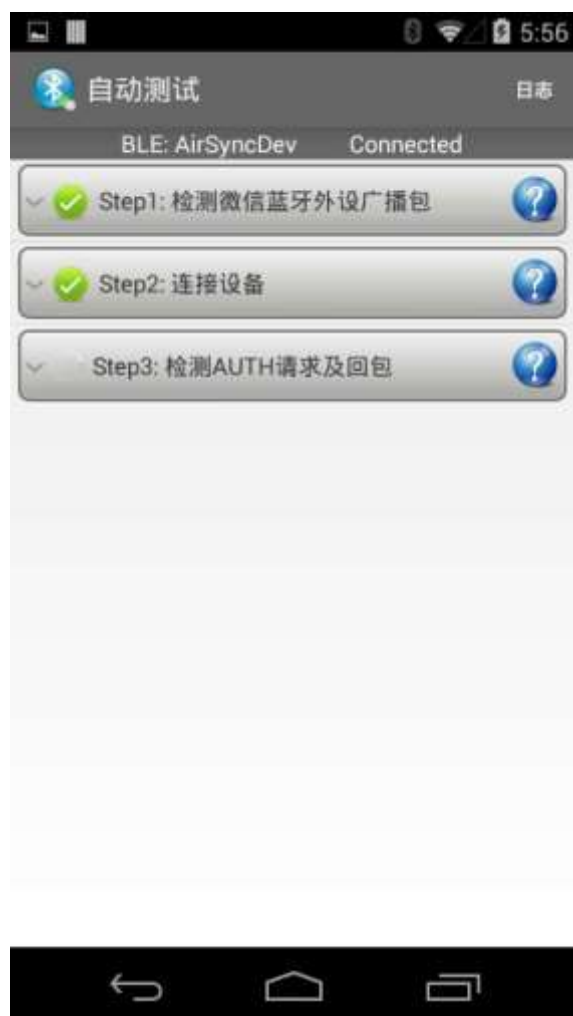 5:56
自动测试
日志
BLE: AirSyncDev Connected
Step1: 检测微信蓝牙外设广播包
Step2: 连接设备
Step3: 检测AUTH请求及回包